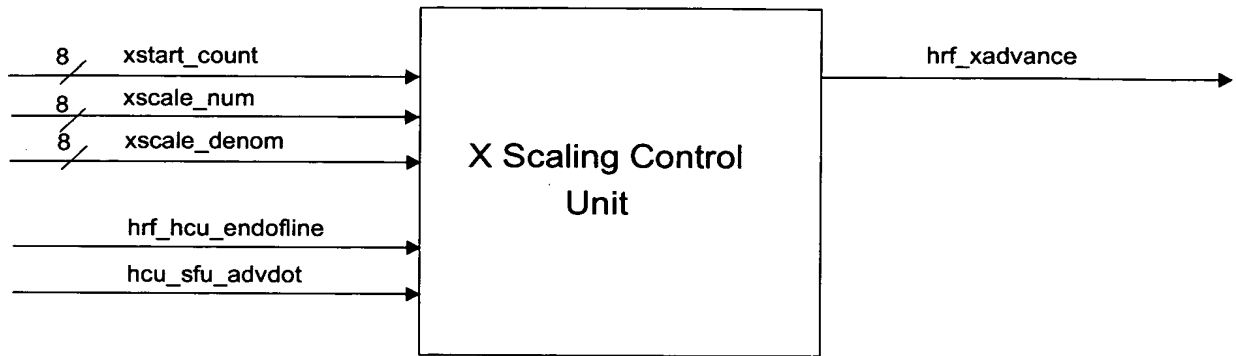 8 xstart_count
8 xscale_num
8 xscale_denom
hrf_hcu_endofline
hcu_sfu_advdot
X Scaling Control
Unit
hrf_xadvance